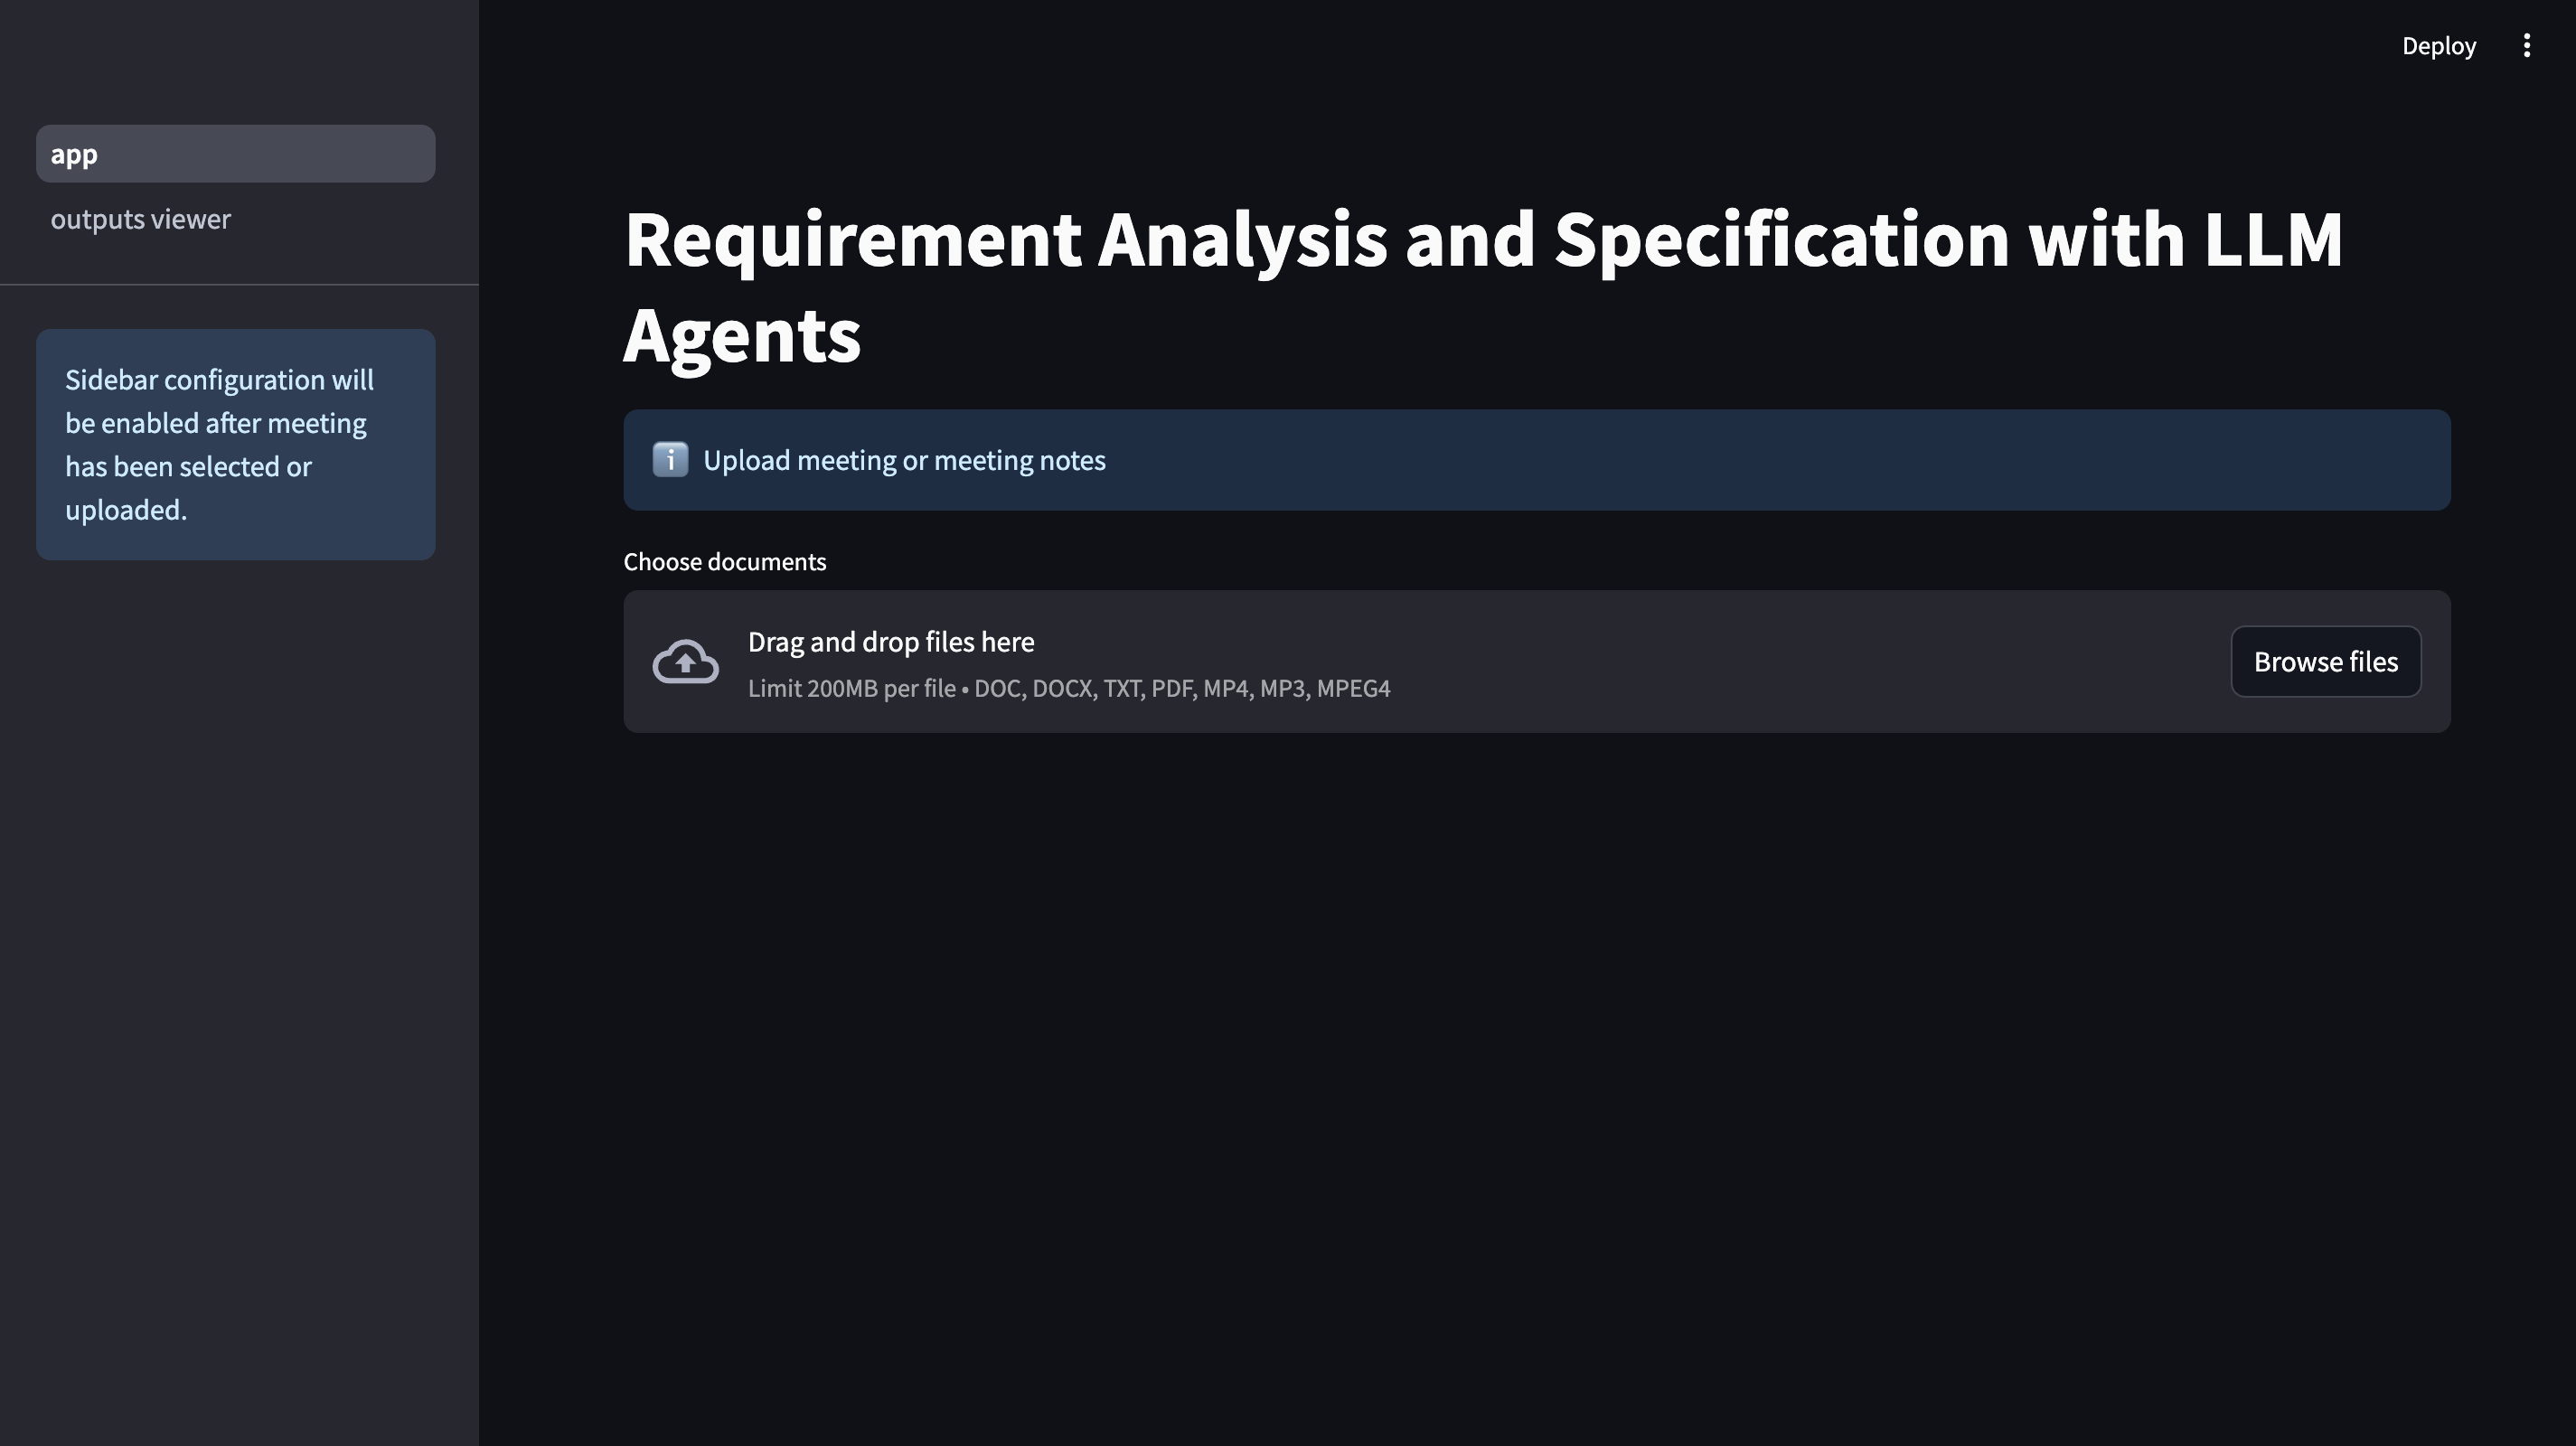 Deploy
app
outputs viewer
Sidebar configuration will
be enabled after meeting
has been selected or
uploaded.
Requirement Analysis and Specification with LLM
Agents
i Upload meeting or meeting notes
Choose documents
Drag and drop files here
Limit 200MB per file • DOC, DOCX, TXT, PDF, MP4, MP3, MPEG4
Browse files